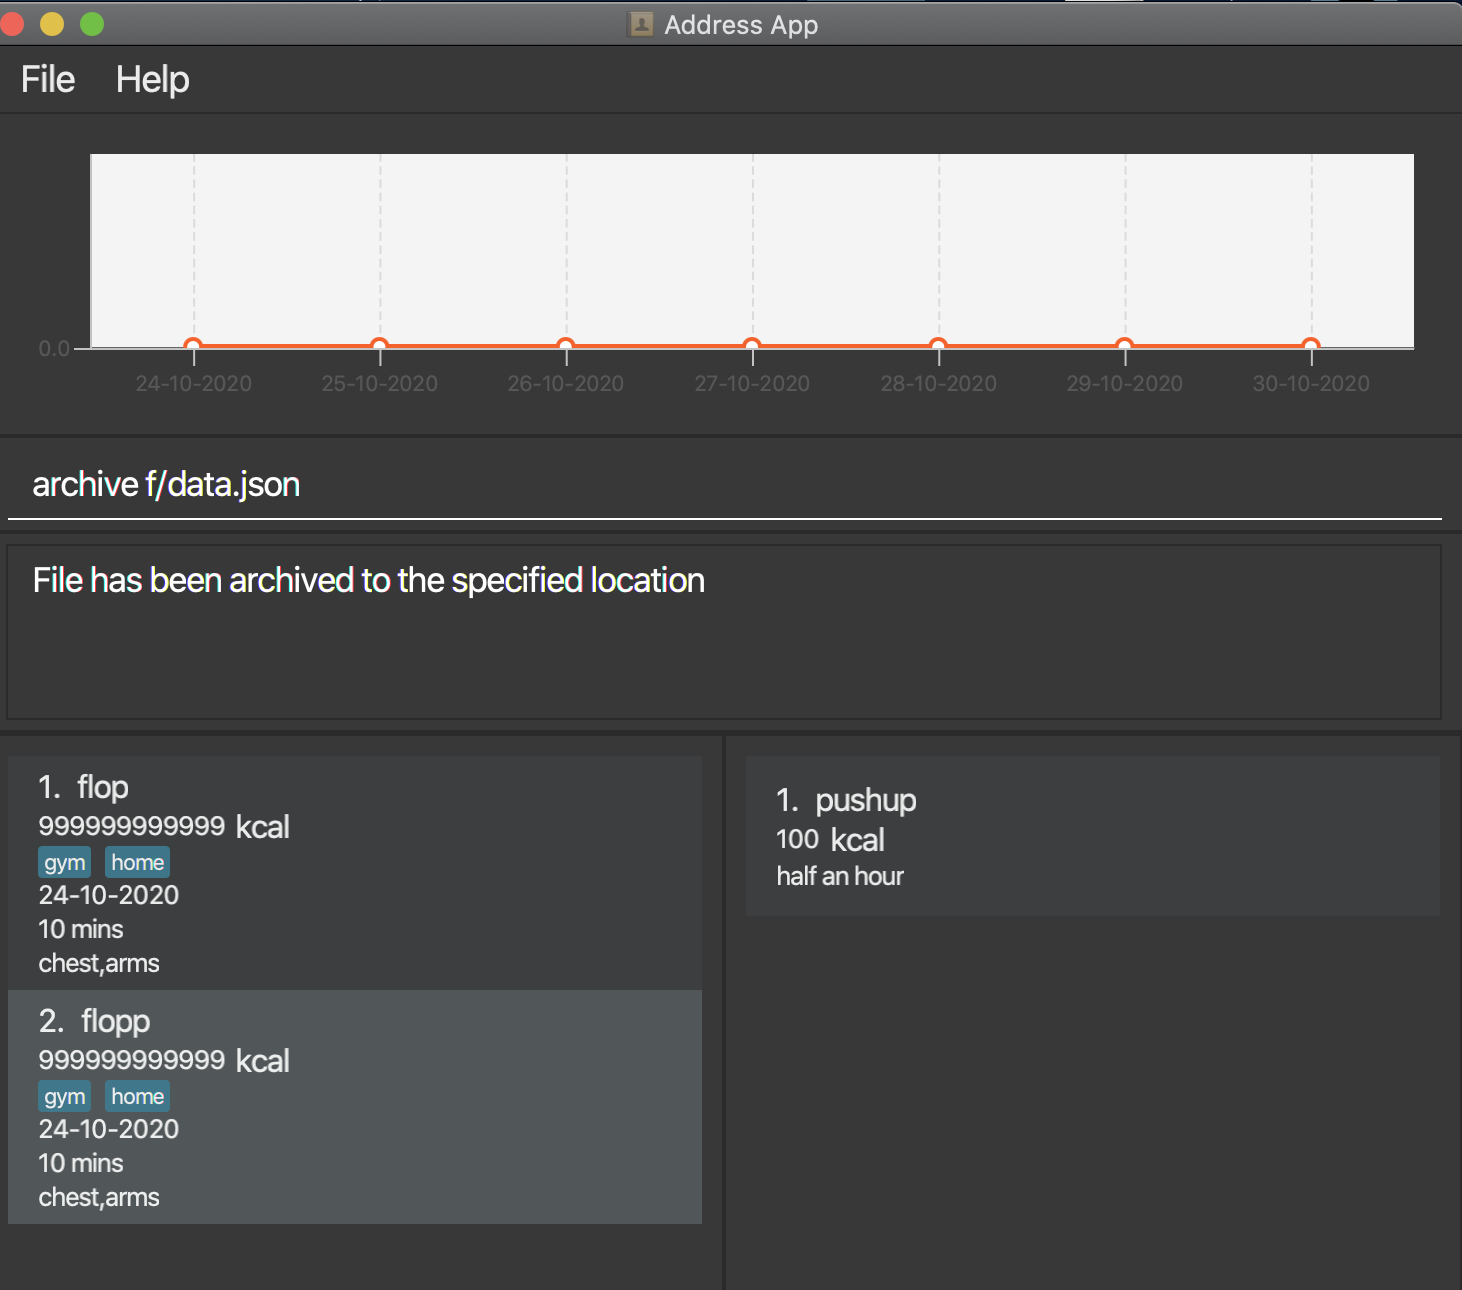 Address App
File Help
0.0
24-10-2020 25-10-2020 26-10-2020 27-10-2020 28-10-2020 29-10-2020 30-10-2020
archive f/data.json
File has been archived to the specified location
1. flop
999999999999 kcal
gym home
24-10-2020
10 mins
chest,arms
2. flopp
999999999999 kcal
gym home
24-10-2020
10 mins
chest,arms
1. pushup
100 kcal
half an hour